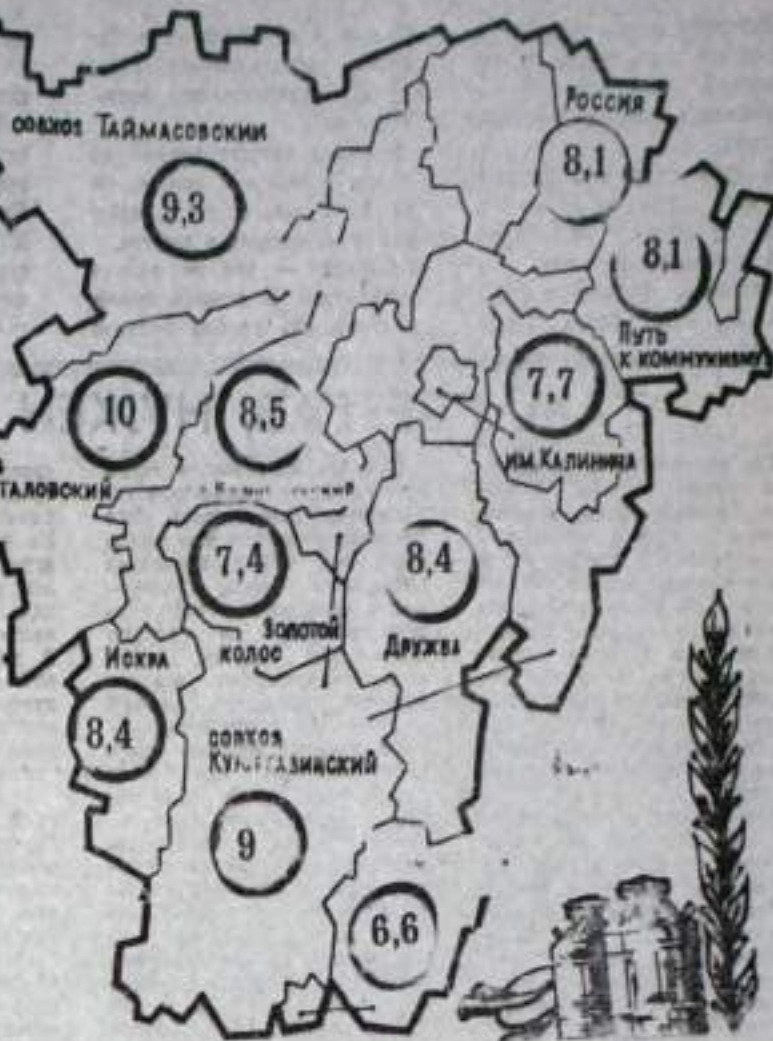 РОССИЯ
совхоз ТАЙМАСОВСКИЙ
8,1
9,3
8,1
ПУТЬ
К КОММУНИЗМУ
7,7
10
8,5
ИМ. КАЛИНИНА
ТАЛОВСКИЙ
7,4
8,4
ЗОЛОТОЙ
КОЛОС
ДРУЖБА
ИСКРА
8,4
совхоз
9
6,6